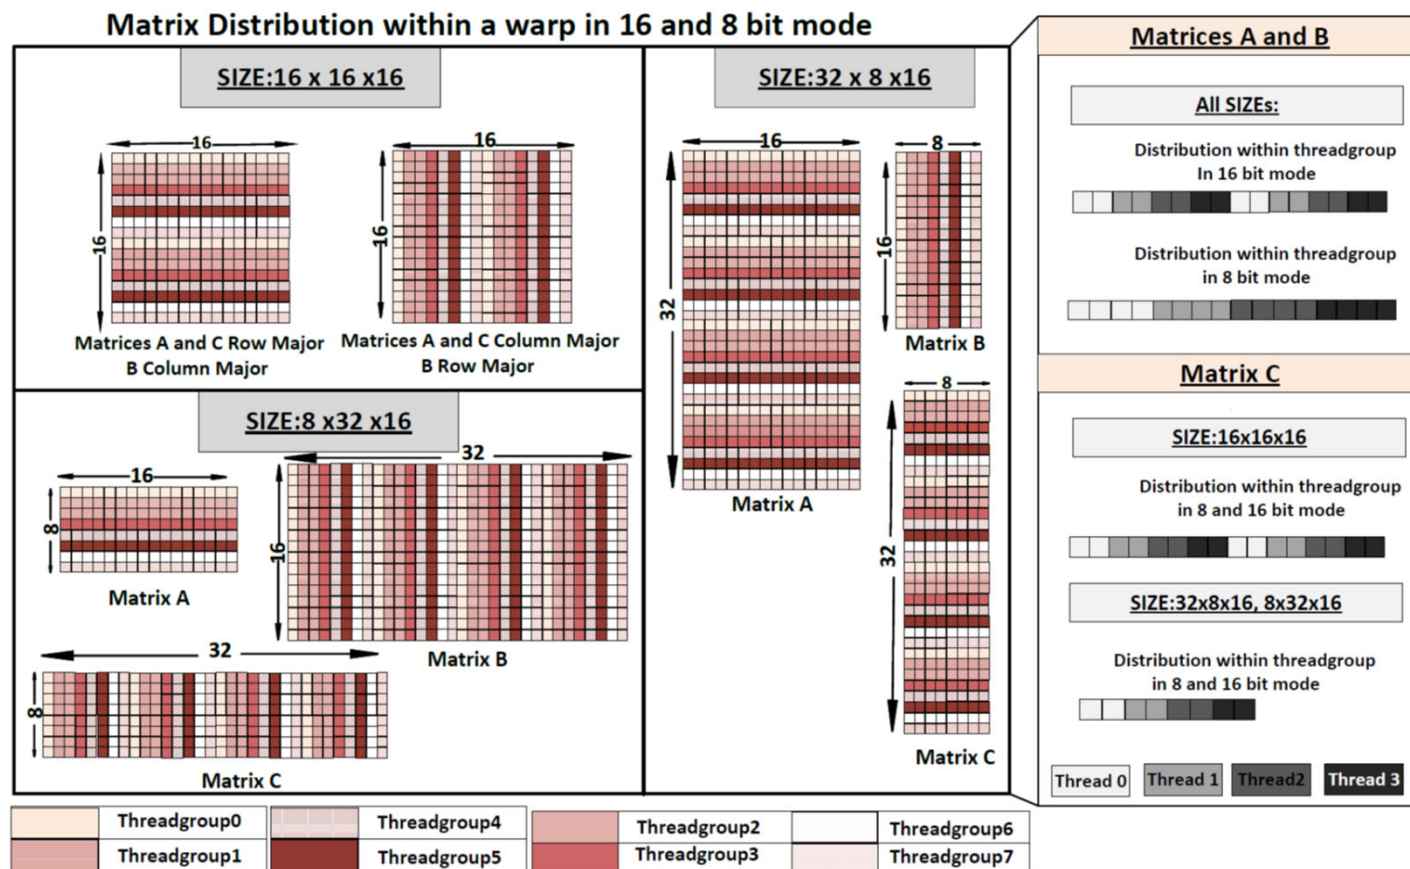 Matrix Distribution within a warp in 16 and 8 bit mode
SIZE:16 x 16 x16
16
16
Matrices A and C Row Major
B Column Major
16
16
Matrices A and C Column Major
B Row Major
SIZE:8 x32 x16
16
8
Matrix A
32
16
Matrix B
32
8
Matrix C
SIZE:32 x 8 x16
16
32
Matrix A
8
16
Matrix B
8
32
Matrix C
Matrices A and B
All SIZEs:
Distribution within threadgroup
In 16 bit mode
Distribution within threadgroup
in 8 bit mode
Matrix C
SIZE:16x16x16
Distribution within threadgroup
in 8 and 16 bit mode
SIZE:32x8x16, 8x32x16
Distribution within threadgroup
in 8 and 16 bit mode
Thread 0
Thread 1
Thread2
Thread 3
Threadgroup0
Threadgroup4
Threadgroup2
Threadgroup6
Threadgroup1
Threadgroup5
Threadgroup3
Threadgroup7